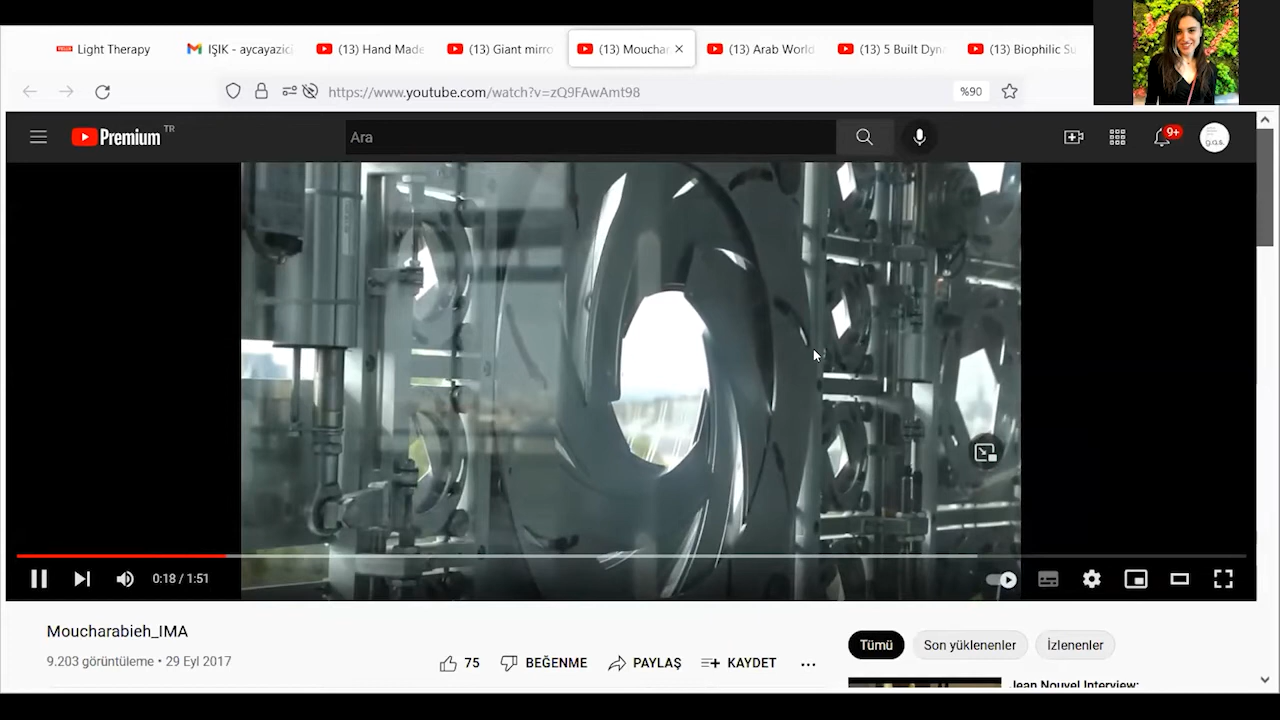 Light Therapy
IŞIK - aycayazici
(13) Hand Made
(13) Giant mirro
(13) Mouchar
(13) Arab World
(13) 5 Built Dyna
(13) Biophilic Su
https://www.youtube.com/watch?v=zQ9FAwAmt98
%90
Premium TR
Ara
9+
g.a.s.
0:18 / 1:51
Moucharabieh_IMA
9.203 görüntüleme • 29 Eyl 2017
75
BEĞENME
PAYLAŞ
KAYDET
Tümü
Son yüklenenler
İzlenenler
Jean Nouvel Interview: